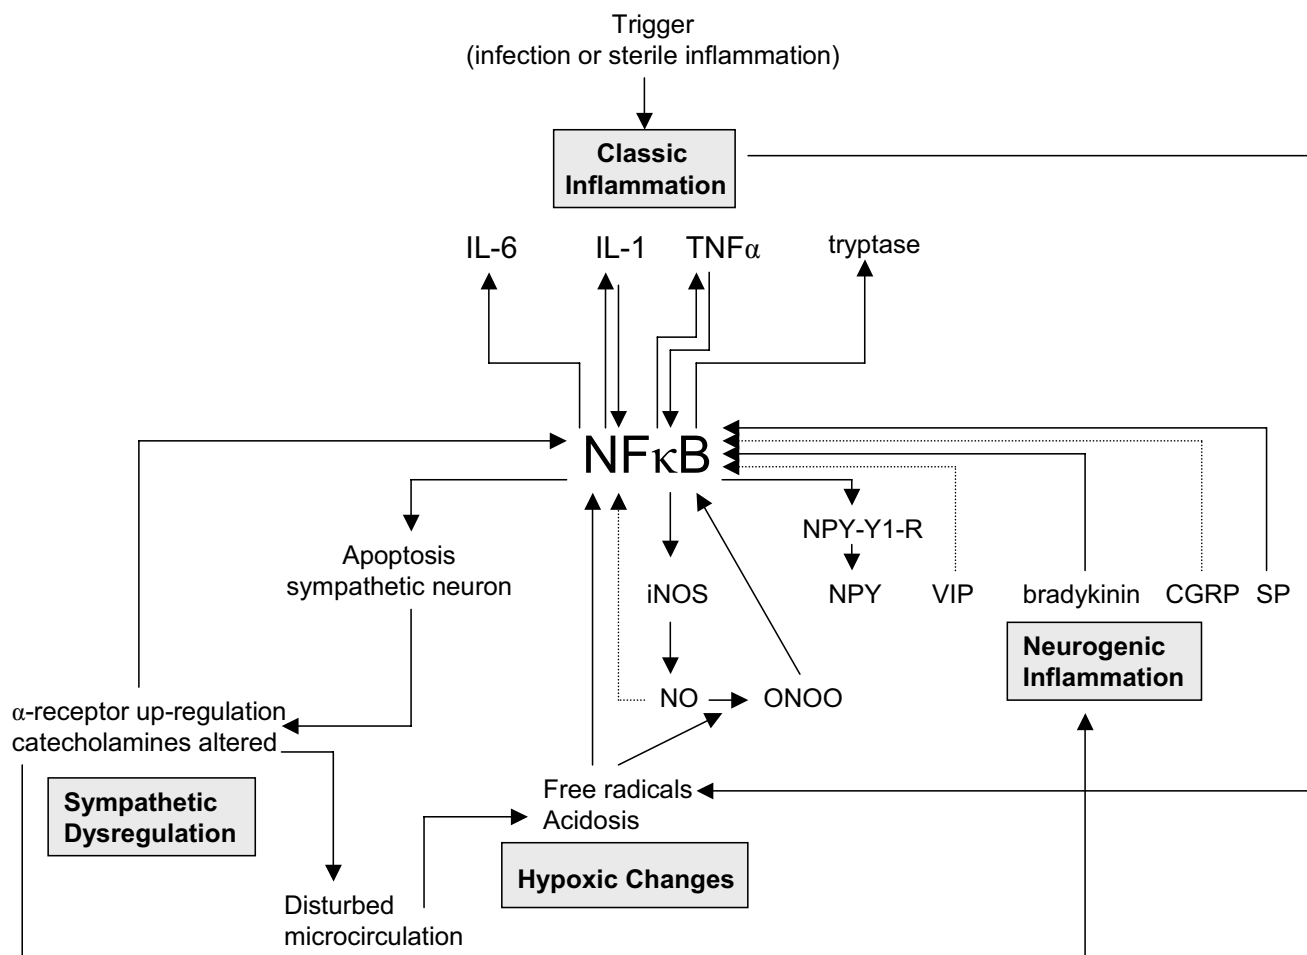 Trigger
(infection or sterile inflammation)
Classic
Inflammation
IL-6 IL-1 TNFα tryptase
NFκB
NPY-Y1-R
Apoptosis
sympathetic neuron
iNOS NPY VIP bradykinin CGRP SP
Neurogenic
Inflammation
NO ONOO
α-receptor up-regulation
catecholamines altered
Free radicals
Acidosis
Sympathetic
Dysregulation
Hypoxic Changes
Disturbed
microcirculation